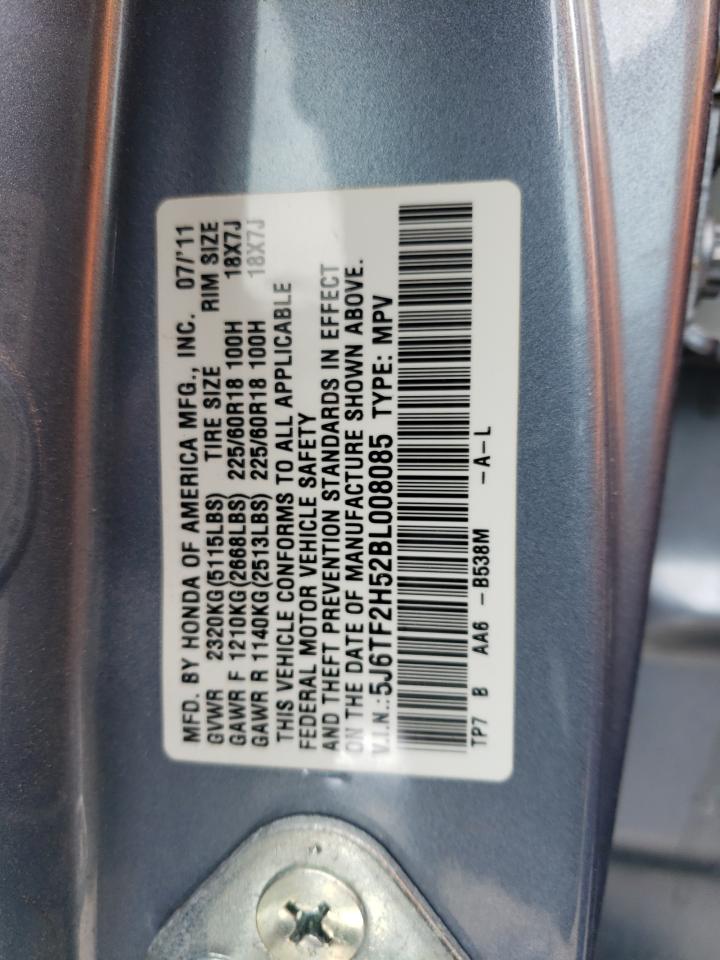 MFD. BY HONDA OF AMERICA MFG., INC. 07/'11
GVWR 2320KG(5115LBS) TIRE SIZE RIM SIZE
GAWR F 1210KG(2668LBS) 225/60R18 100H 18X7J
GAWR R 1140KG(2513LBS) 225/60R18 100H 18X7J
THIS VEHICLE CONFORMS TO ALL APPLICABLE
FEDERAL MOTOR VEHICLE SAFETY
AND THEFT PREVENTION STANDARDS IN EFFECT
ON THE DATE OF MANUFACTURE SHOWN ABOVE.
V.I.N.:5J6TF2H52BL008085 TYPE: MPV
TP7 B AA6 -B538M -A-L